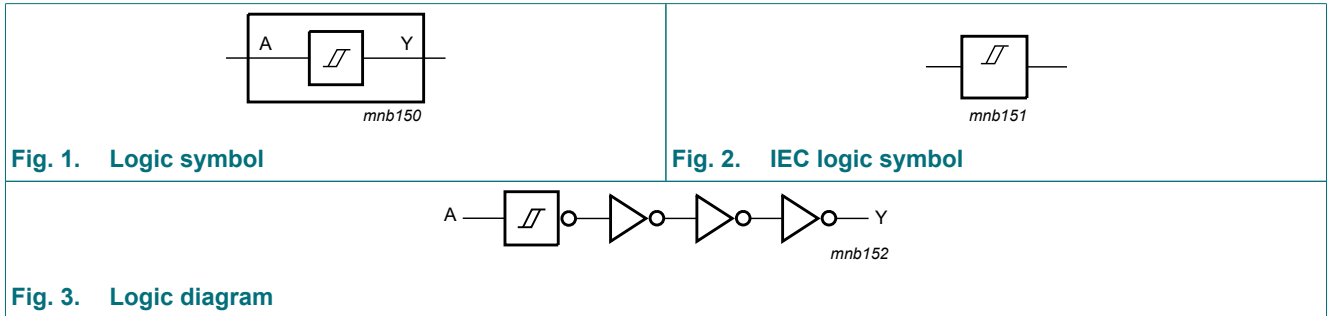 A Y
mnb150
Fig. 1. Logic symbol
mnb151
Fig. 2. IEC logic symbol
A Y
mnb152
Fig. 3. Logic diagram